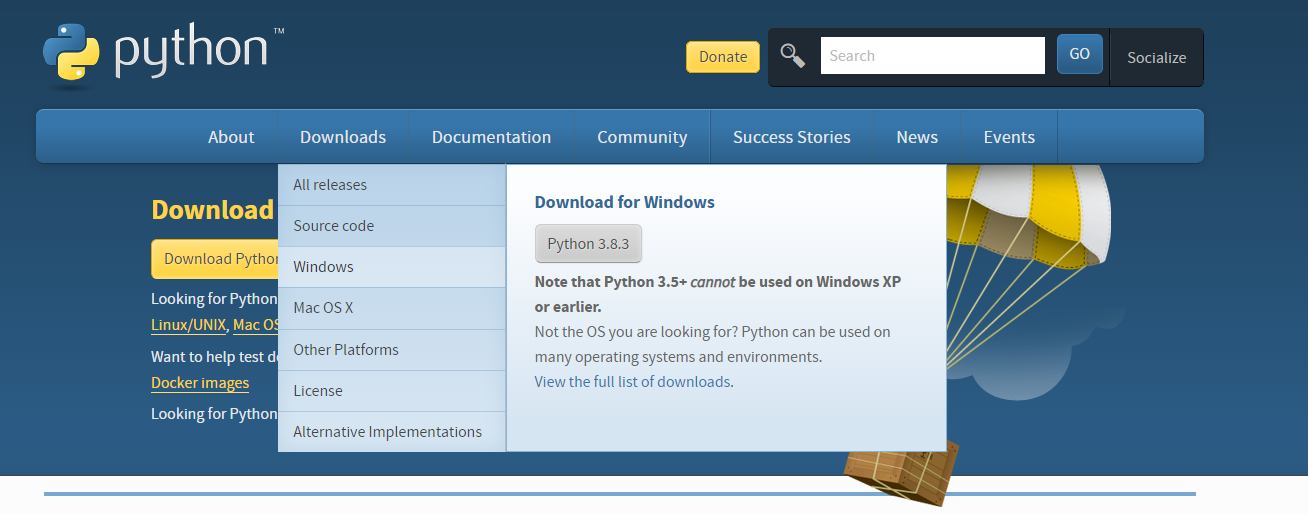 python™
Donate
Search
GO
Socialize
About
Downloads
Documentation
Community
Success Stories
News
Events
All releases
Source code
Windows
Mac OS X
Other Platforms
License
Alternative Implementations
Download for Windows
Python 3.8.3
Note that Python 3.5+ cannot be used on Windows XP
or earlier.
Not the OS you are looking for? Python can be used on
many operating systems and environments.
View the full list of downloads.
Download
Download Python
Looking for Python
Linux/UNIX, Mac OS
Want to help test
Docker images
Looking for Python